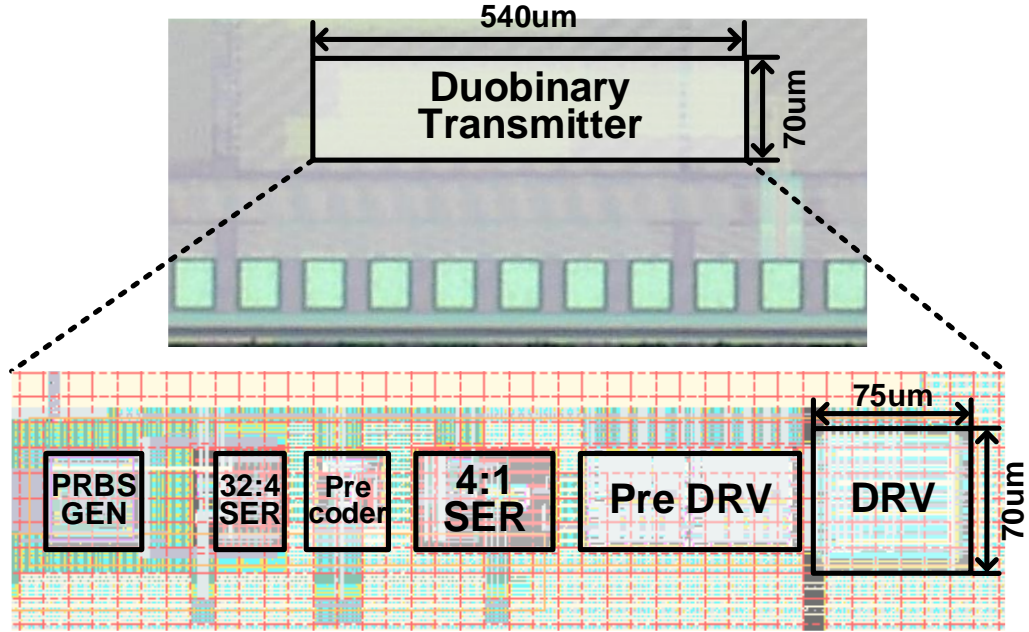 540um
Duobinary
Transmitter
70um
75um
PRBS
GEN
32:4
SER
Pre
coder
4:1
SER
Pre DRV
DRV
70um